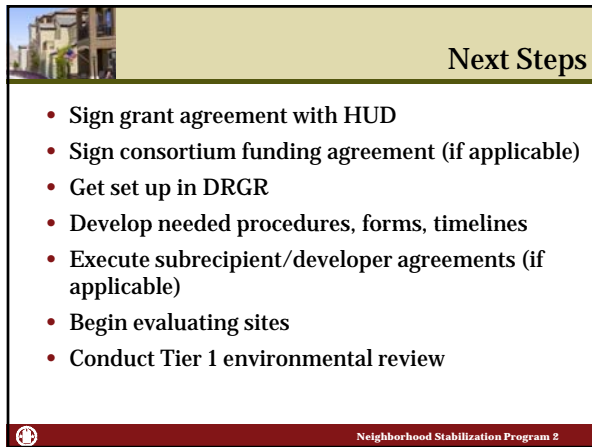 Next Steps
• Sign grant agreement with HUD
• Sign consortium funding agreement (if applicable)
• Get set up in DRGR
• Develop needed procedures, forms, timelines
• Execute subrecipient/developer agreements (if
applicable)
• Begin evaluating sites
• Conduct Tier 1 environmental review
Neighborhood Stabilization Program 2